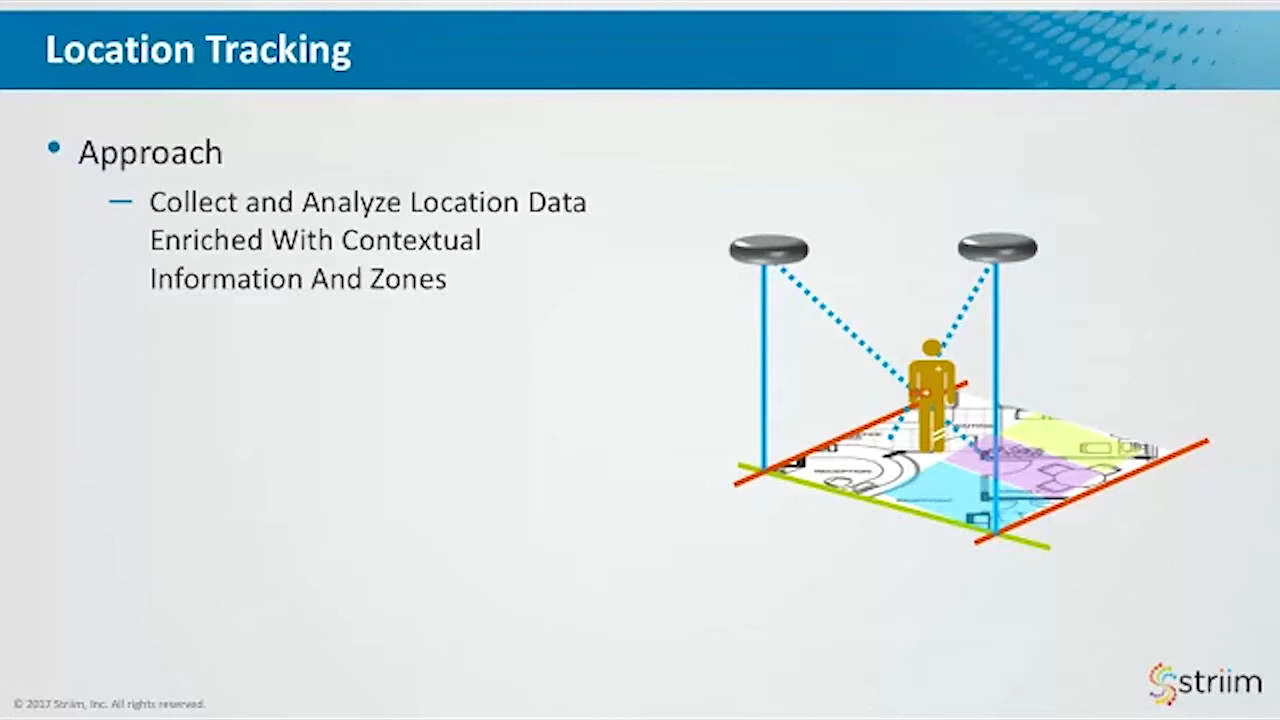 Location Tracking
• Approach
— Collect and Analyze Location Data
Enriched With Contextual
Information And Zones
RECEPTION
© 2017 Striim, Inc. All rights reserved.
striim